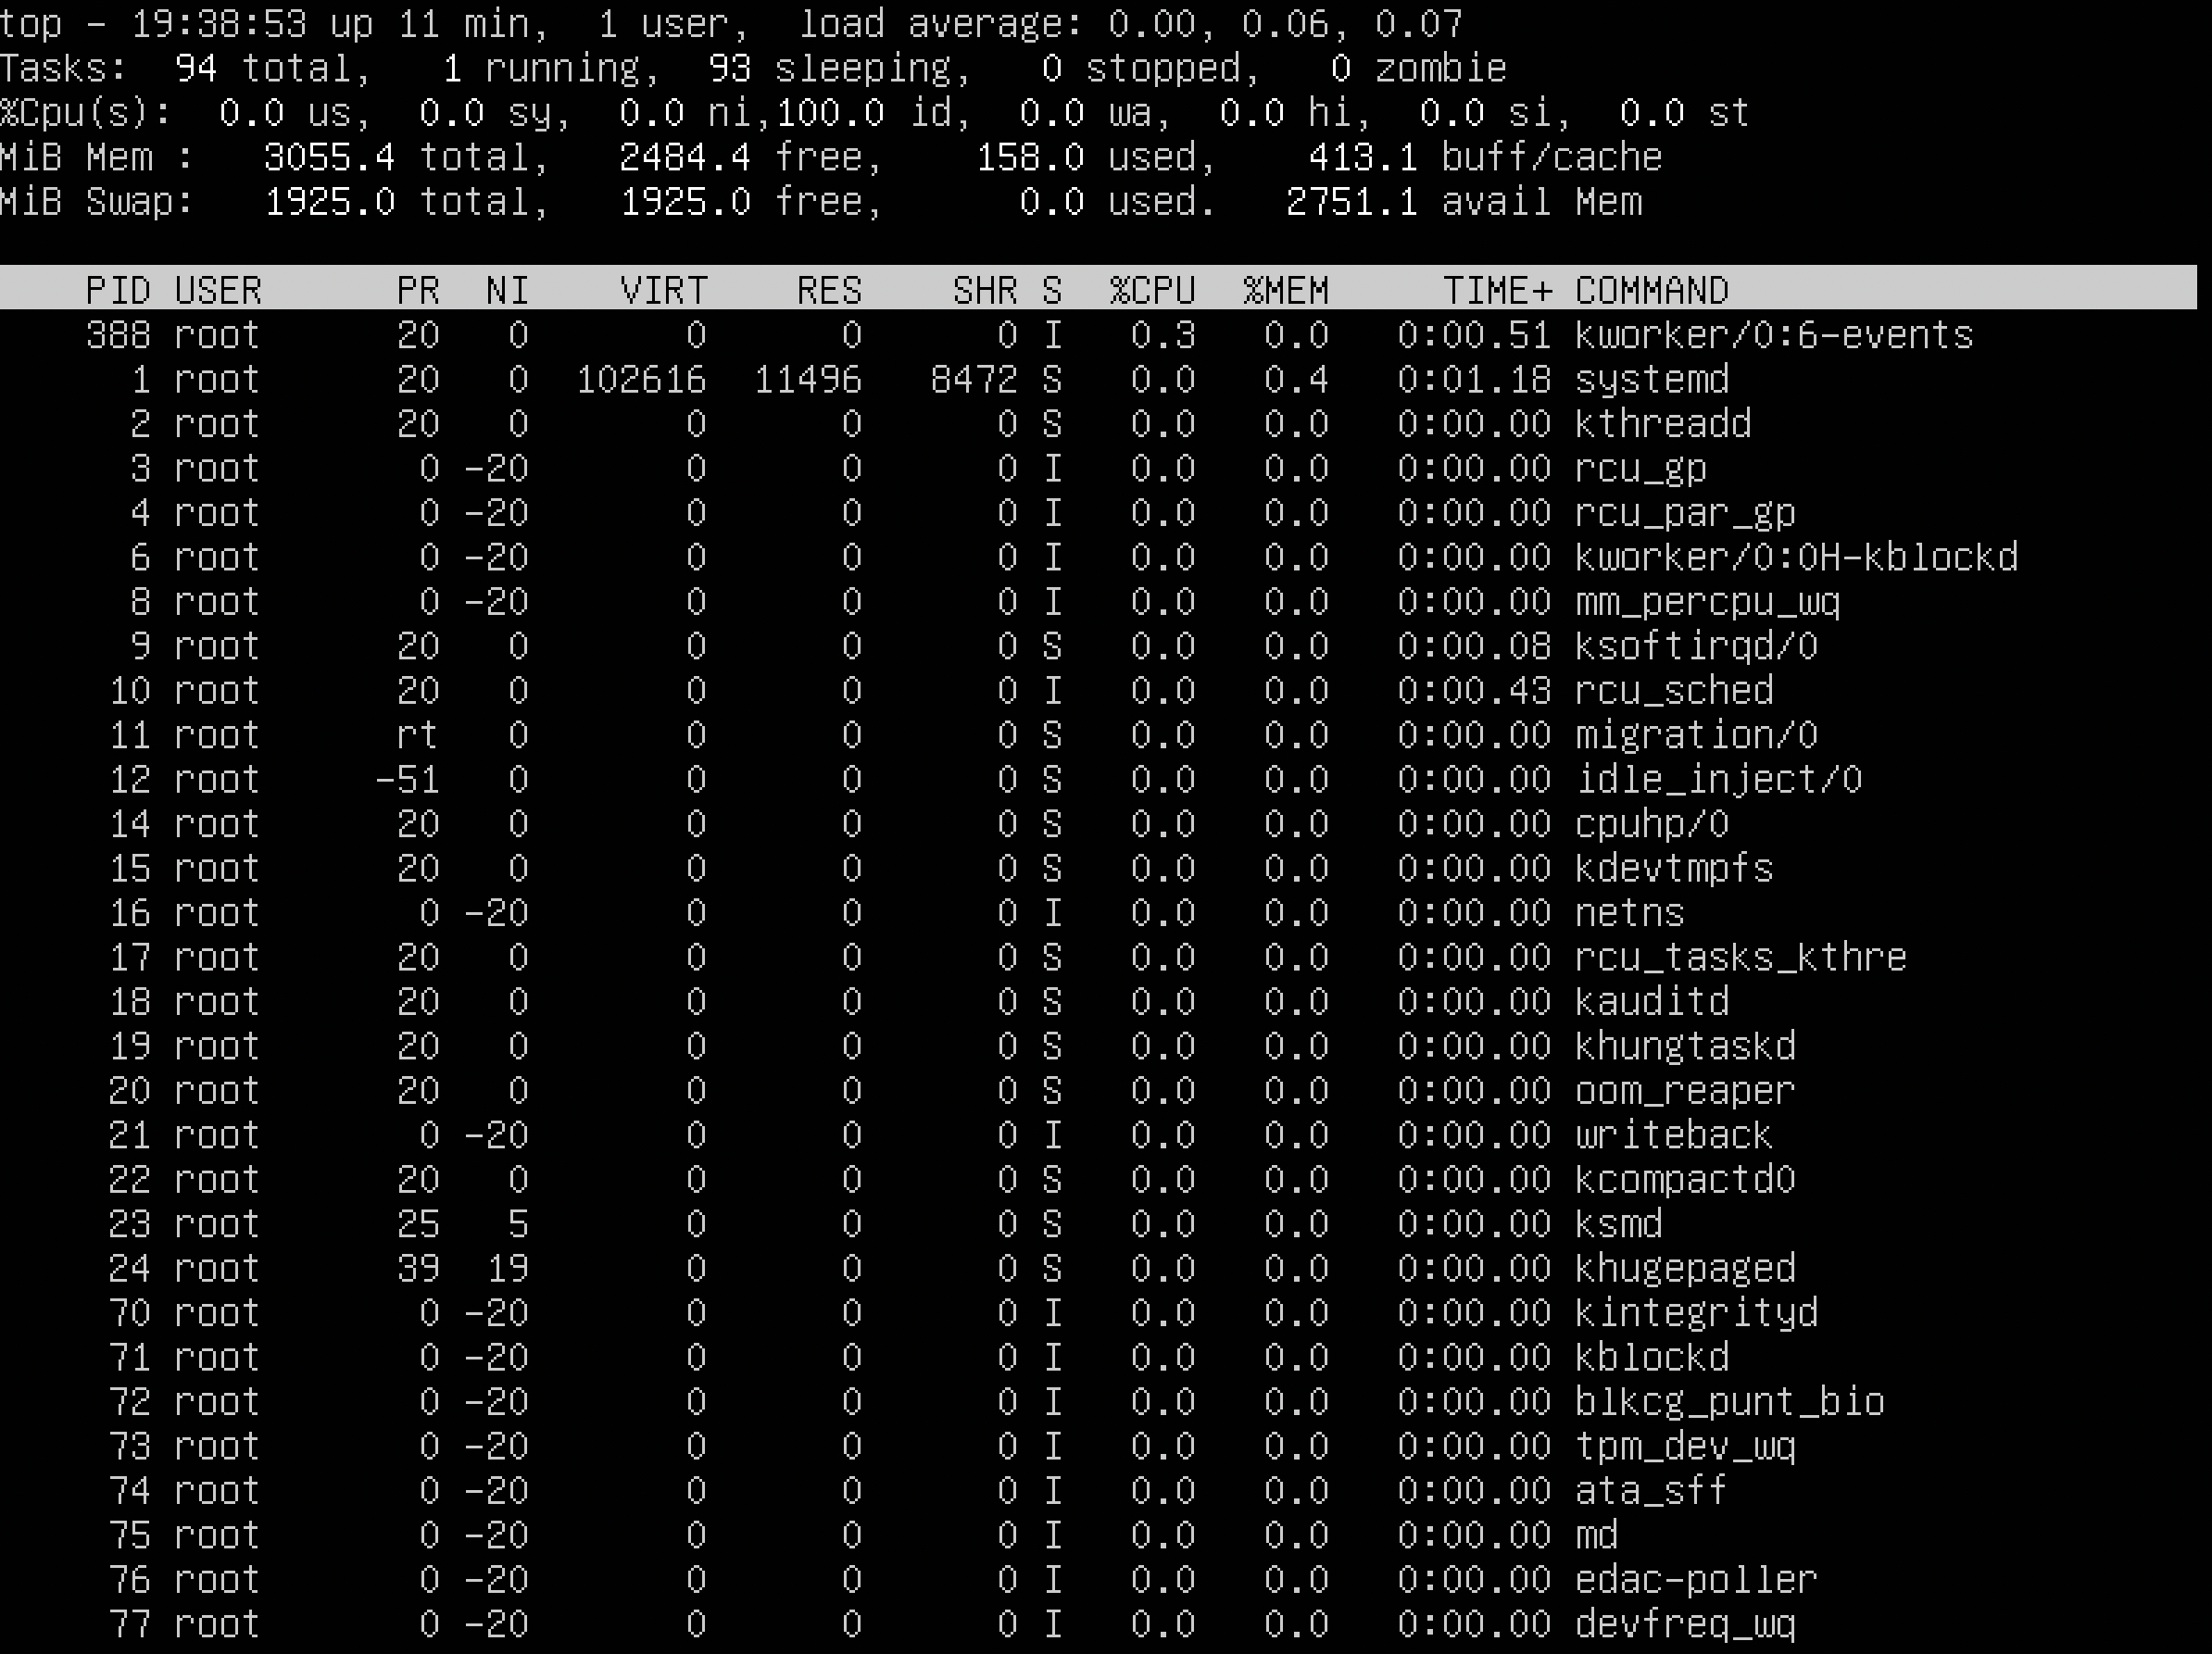 top - 19:38:53 up 11 min,  1 user,  load average: 0.00, 0.06, 0.07
Tasks:  94 total,   1 running,  93 sleeping,   0 stopped,   0 zombie
%Cpu(s):  0.0 us,  0.0 sy,  0.0 ni,100.0 id,  0.0 wa,  0.0 hi,  0.0 si,  0.0 st
MiB Mem :   3055.4 total,   2484.4 free,    158.0 used,    413.1 buff/cache
MiB Swap:   1925.0 total,   1925.0 free,      0.0 used.   2751.1 avail Mem
PID USER      PR  NI    VIRT    RES    SHR S  %CPU  %MEM     TIME+ COMMAND
388 root      20   0       0      0      0 I   0.3   0.0   0:00.51 kworker/0:6-events
1 root      20   0  102616  11496   8472 S   0.0   0.4   0:01.18 systemd
2 root      20   0       0      0      0 S   0.0   0.0   0:00.00 kthreadd
3 root       0 -20       0      0      0 I   0.0   0.0   0:00.00 rcu_gp
4 root       0 -20       0      0      0 I   0.0   0.0   0:00.00 rcu_par_gp
6 root       0 -20       0      0      0 I   0.0   0.0   0:00.00 kworker/0:0H-kblockd
8 root       0 -20       0      0      0 I   0.0   0.0   0:00.00 mm_percpu_wq
9 root      20   0       0      0      0 S   0.0   0.0   0:00.08 ksoftirqd/0
10 root      20   0       0      0      0 I   0.0   0.0   0:00.43 rcu_sched
11 root      rt   0       0      0      0 S   0.0   0.0   0:00.00 migration/0
12 root     -51   0       0      0      0 S   0.0   0.0   0:00.00 idle_inject/0
14 root      20   0       0      0      0 S   0.0   0.0   0:00.00 cpuhp/0
15 root      20   0       0      0      0 S   0.0   0.0   0:00.00 kdevtmpfs
16 root       0 -20       0      0      0 I   0.0   0.0   0:00.00 netns
17 root      20   0       0      0      0 S   0.0   0.0   0:00.00 rcu_tasks_kthre
18 root      20   0       0      0      0 S   0.0   0.0   0:00.00 kauditd
19 root      20   0       0      0      0 S   0.0   0.0   0:00.00 khungtaskd
20 root      20   0       0      0      0 S   0.0   0.0   0:00.00 oom_reaper
21 root       0 -20       0      0      0 I   0.0   0.0   0:00.00 writeback
22 root      20   0       0      0      0 S   0.0   0.0   0:00.00 kcompactd0
23 root      25   5       0      0      0 S   0.0   0.0   0:00.00 ksmd
24 root      39  19       0      0      0 S   0.0   0.0   0:00.00 khugepaged
70 root       0 -20       0      0      0 I   0.0   0.0   0:00.00 kintegrityd
71 root       0 -20       0      0      0 I   0.0   0.0   0:00.00 kblockd
72 root       0 -20       0      0      0 I   0.0   0.0   0:00.00 blkcg_punt_bio
73 root       0 -20       0      0      0 I   0.0   0.0   0:00.00 tpm_dev_wq
74 root       0 -20       0      0      0 I   0.0   0.0   0:00.00 ata_sff
75 root       0 -20       0      0      0 I   0.0   0.0   0:00.00 md
76 root       0 -20       0      0      0 I   0.0   0.0   0:00.00 edac-poller
77 root       0 -20       0      0      0 I   0.0   0.0   0:00.00 devfreq_wq